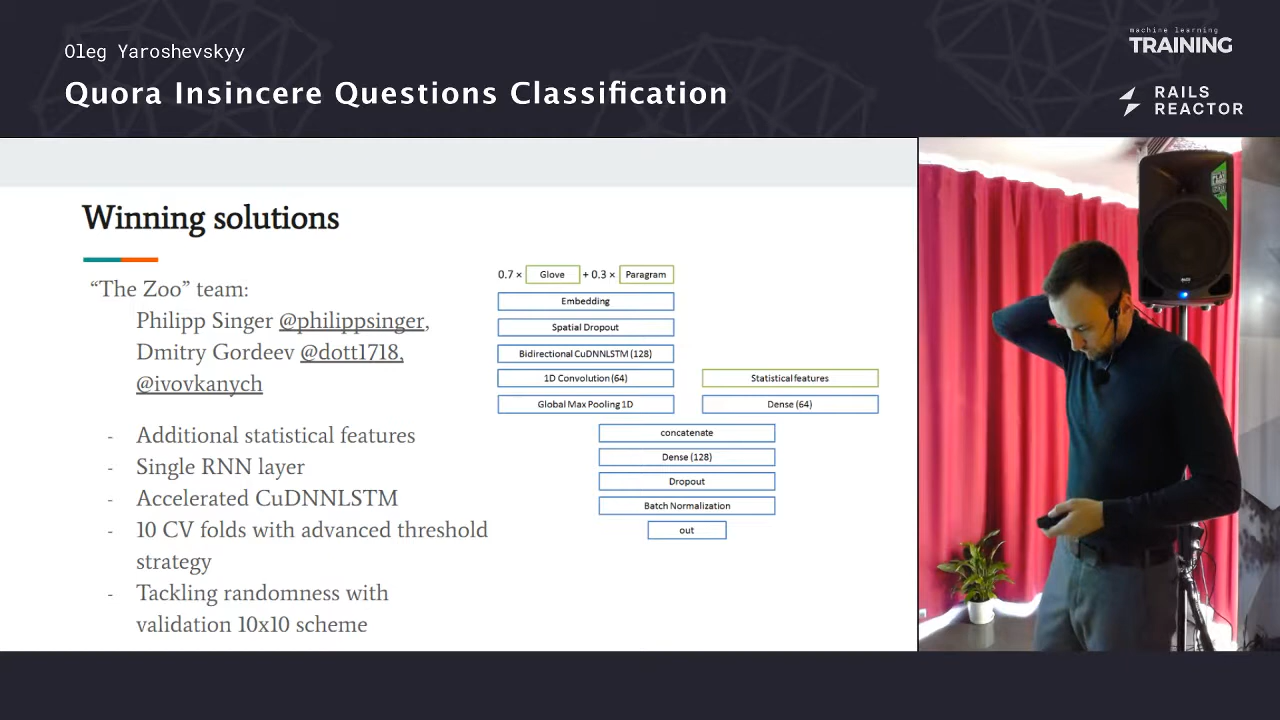 Oleg Yaroshevskyy
Quora Insincere Questions Classification
machine learning
TRAINING
RAILS
REACTOR
Winning solutions
“The Zoo” team:
Philipp Singer @philippsinger,
Dmitry Gordeev @dott1718,
@ivovkanych
- Additional statistical features
- Single RNN layer
- Accelerated CuDNNLSTM
- 10 CV folds with advanced threshold
strategy
- Tackling randomness with
validation 10x10 scheme
0.7 × Glove + 0.3 × Paragram
Embedding
Spatial Dropout
Bidirectional CuDNNLSTM (128)
1D Convolution (64)
Statistical features
Global Max Pooling 1D
Dense (64)
concatenate
Dense (128)
Dropout
Batch Normalization
out